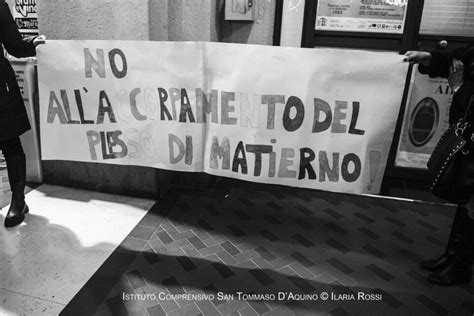 NO
ALL'ACCORPAMENTO DEL
PLESSO DI MATIERNO!
ISTITUTO COMPRENSIVO SAN TOMMASO D'AQUINO © ILARIA ROSSI